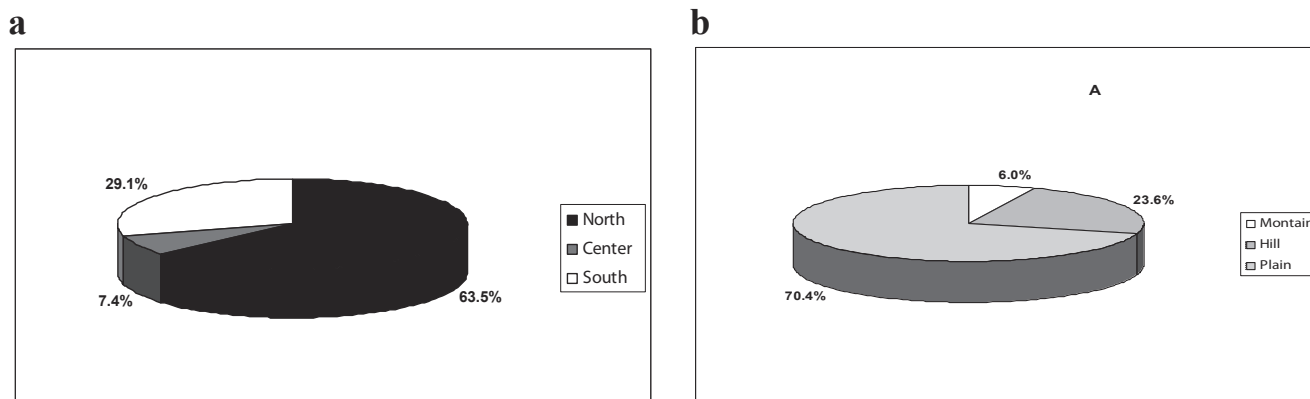 a
29.1%
7.4%
63.5%
North
Center
South
b
A
6.0%
23.6%
70.4%
Montain
Hill
Plain